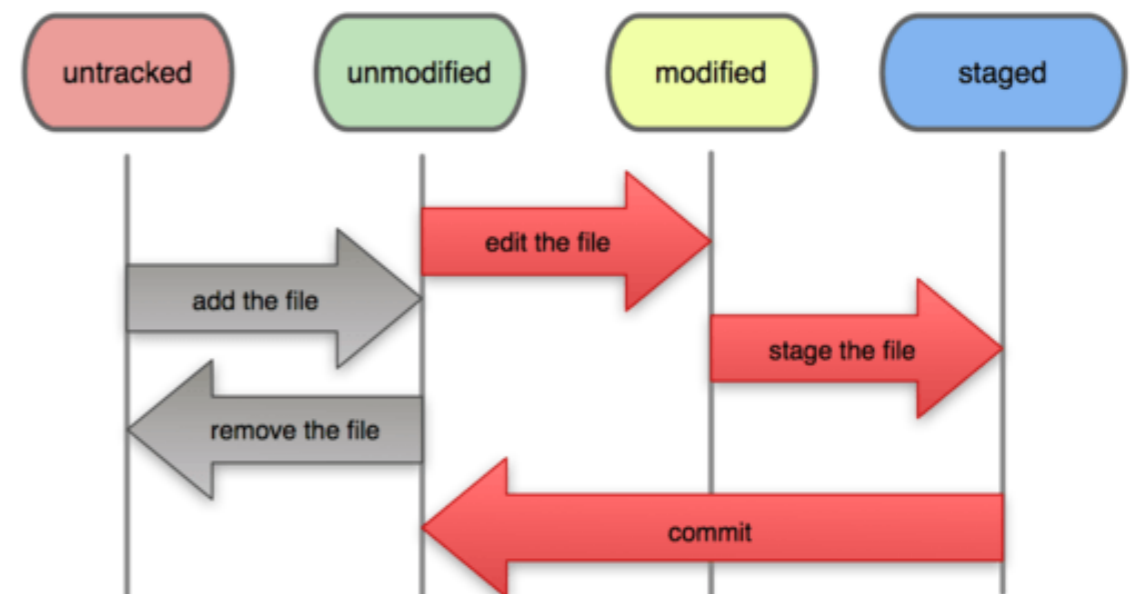 untracked
unmodified
modified
staged
edit the file
add the file
stage the file
remove the file
commit